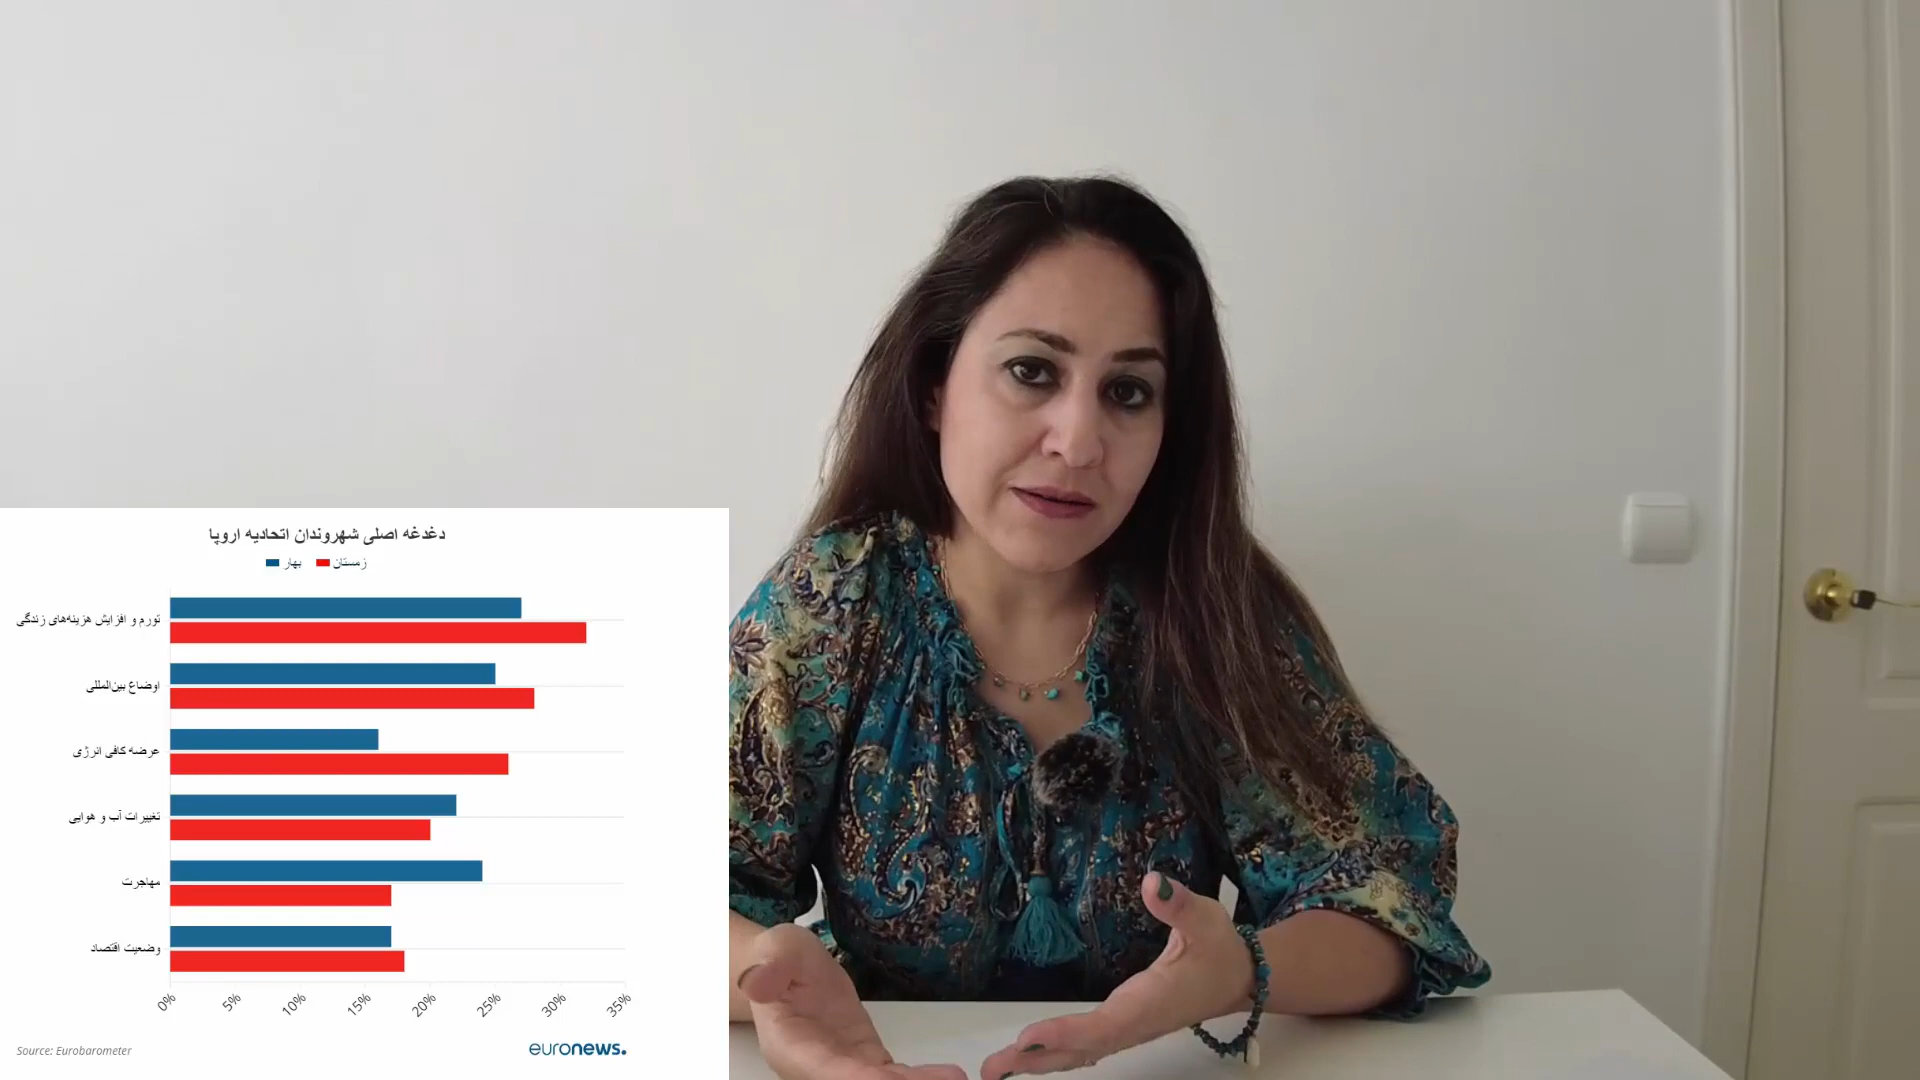 دغدغه اصلی شهروندان اتحادیه اروپا
بهار زمستان
تورم و افزایش هزینه‌های زندگی
اوضاع بین‌المللی
عرضه کافی انرژی
تغییرات آب و هوایی
مهاجرت
وضعیت اقتصاد
0% 5% 10% 15% 20% 25% 30% 35%
Source: Eurobarometer
euronews.